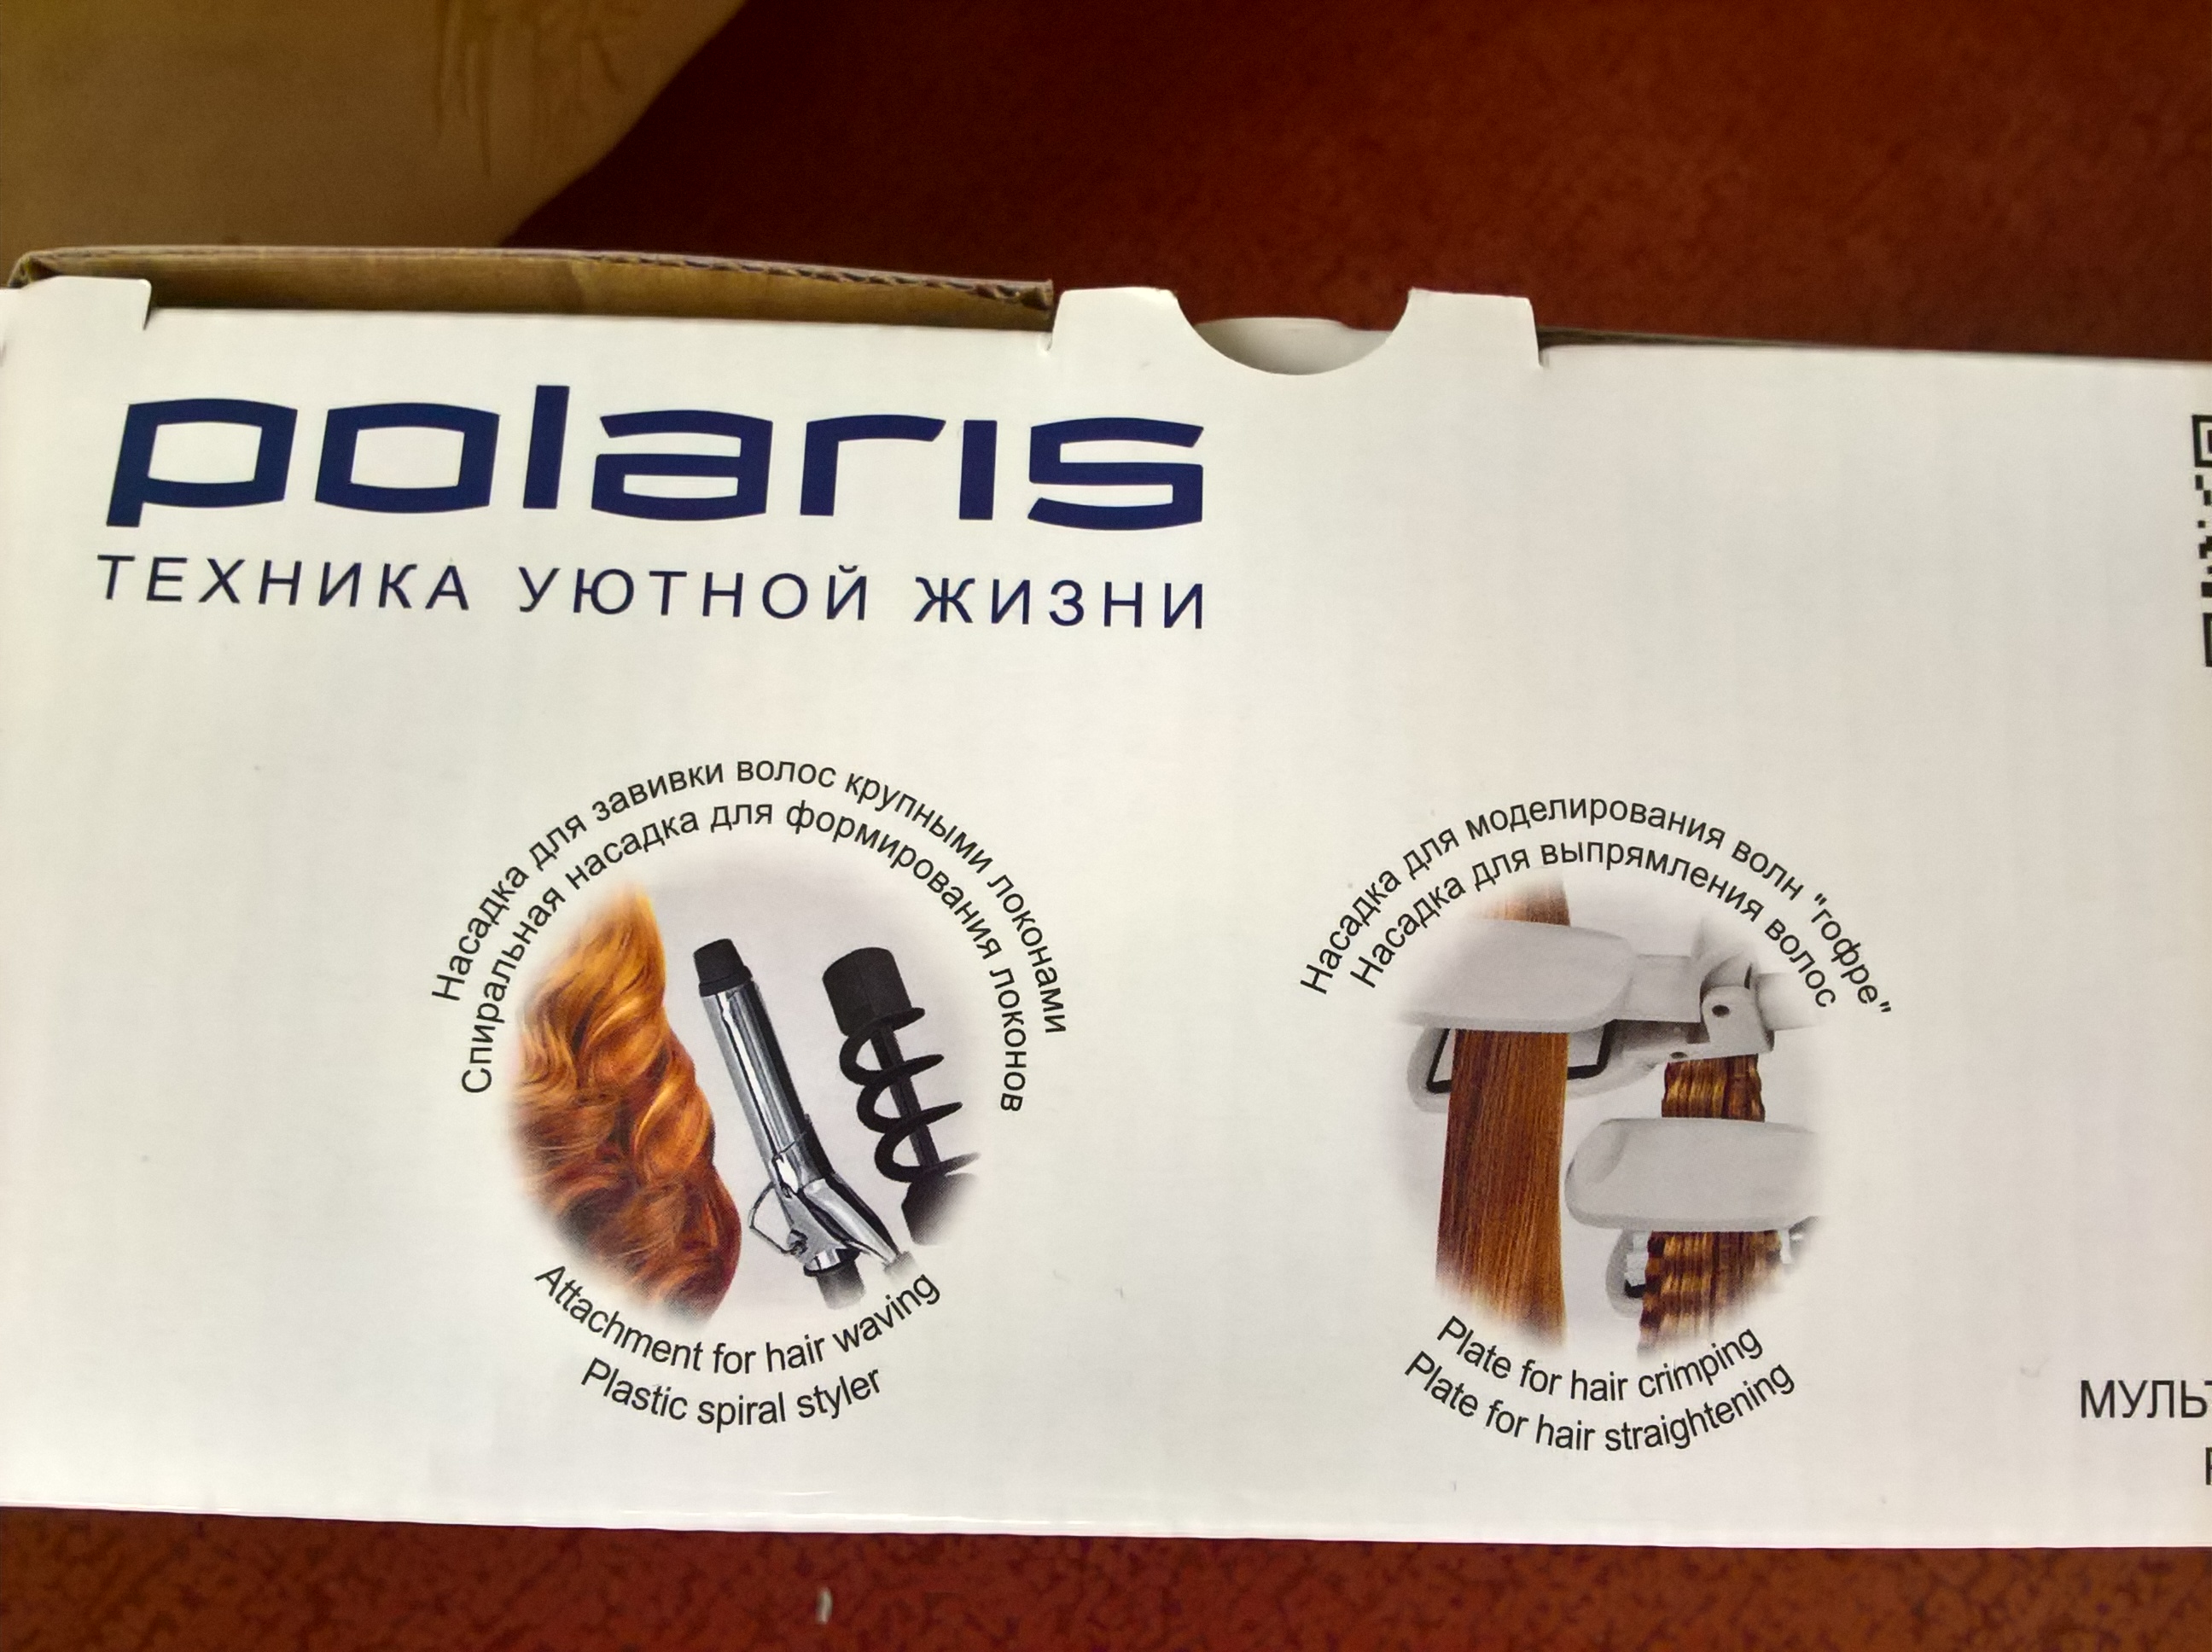 polaris
ТЕХНИКА УЮТНОЙ ЖИЗНИ
Насадка для завивки волос крупными локонами
Спиральная насадка для формирования локонов
Attachment for hair waving
Plastic spiral styler
Насадка для моделирования волн "гофре"
Насадка для выпрямления волос
Plate for hair crimping
Plate for hair straightening